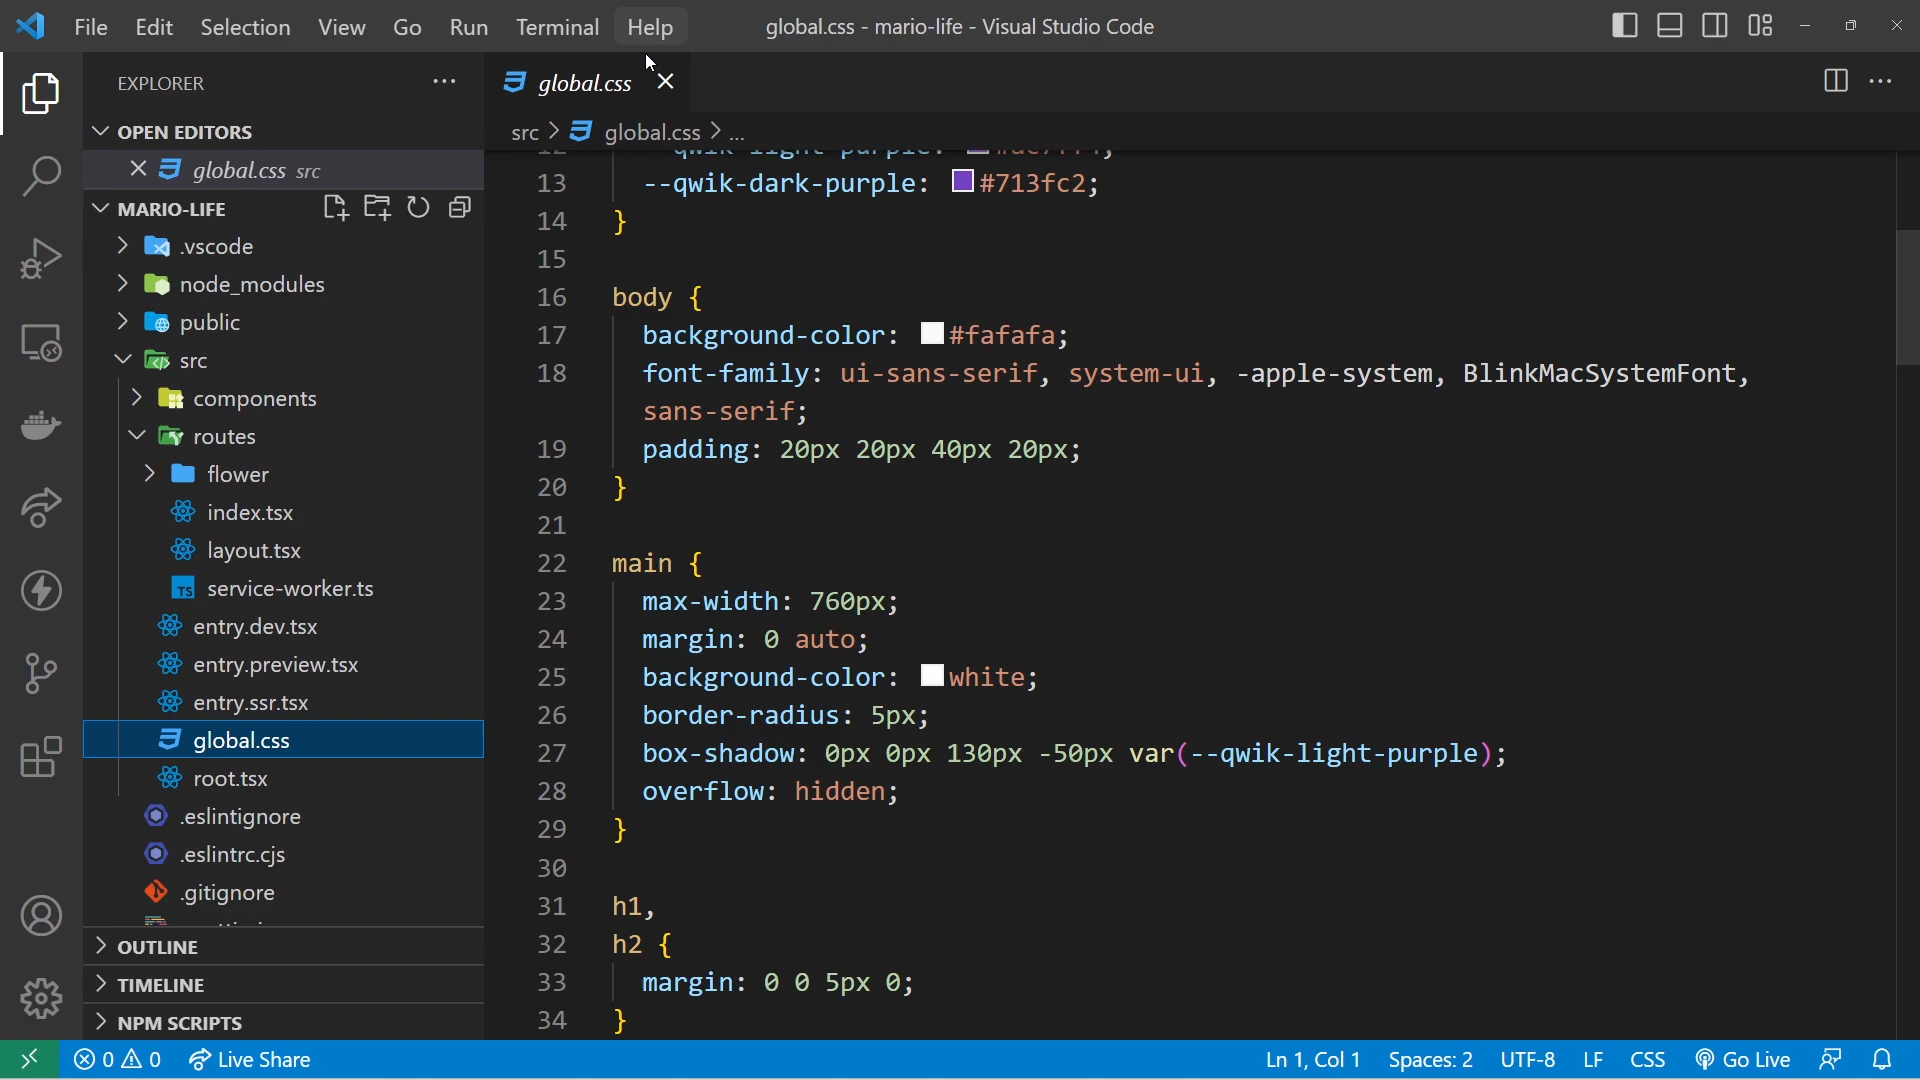 File Edit Selection View Go Run Terminal Help global.css - mario-life - Visual Studio Code
EXPLORER
OPEN EDITORS
global.css src
MARIO-LIFE
.vscode
node_modules
public
src
components
routes
flower
index.tsx
layout.tsx
service-worker.ts
entry.dev.tsx
entry.preview.tsx
entry.ssr.tsx
global.css
root.tsx
.eslintignore
.eslintrc.cjs
.gitignore
OUTLINE
TIMELINE
NPM SCRIPTS
global.css
src > global.css > ...
13 --qwik-dark-purple: #713fc2;
14 }
15
16 body {
17 background-color: #fafafa;
18 font-family: ui-sans-serif, system-ui, -apple-system, BlinkMacSystemFont,
sans-serif;
19 padding: 20px 20px 40px 20px;
20 }
21
22 main {
23 max-width: 760px;
24 margin: 0 auto;
25 background-color: white;
26 border-radius: 5px;
27 box-shadow: 0px 0px 130px -50px var(--qwik-light-purple);
28 overflow: hidden;
29 }
30
31 h1,
32 h2 {
33 margin: 0 0 5px 0;
34 }
0 0 Live Share Ln 1, Col 1 Spaces: 2 UTF-8 LF CSS Go Live